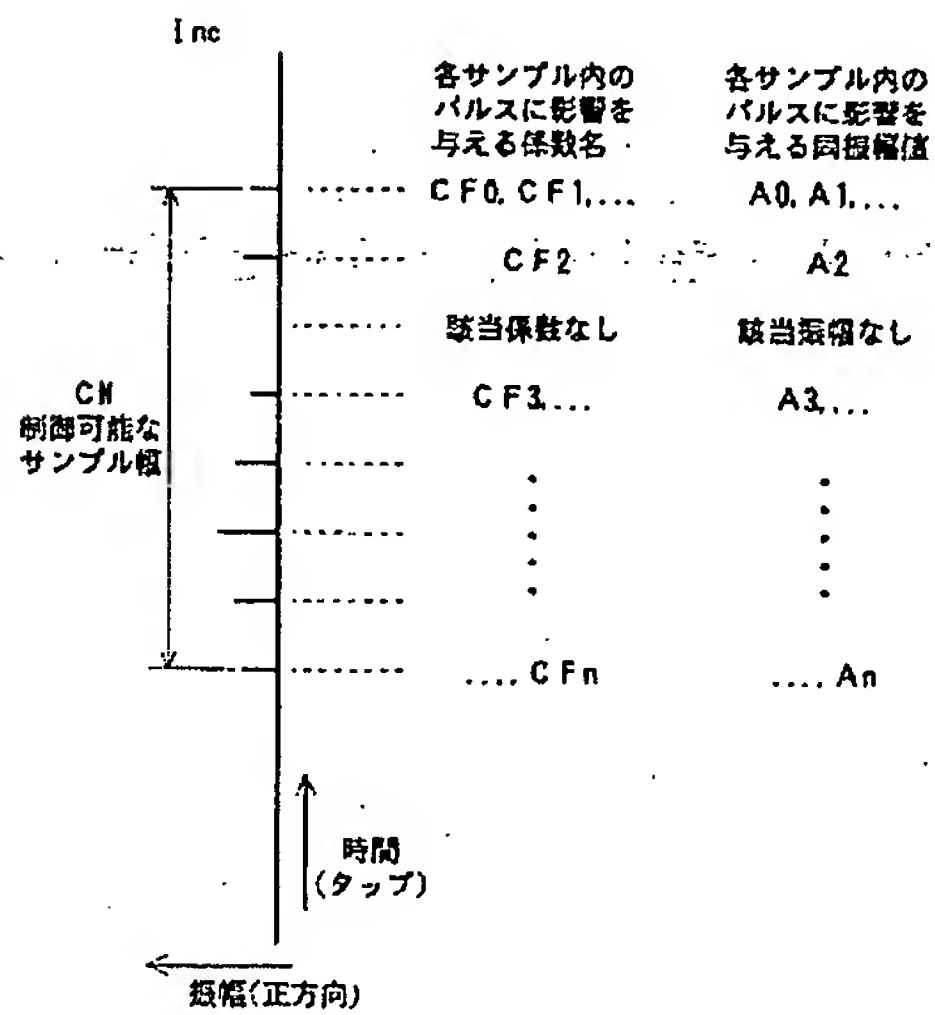 Inc
各サンプル内の
パルスに影響を
与える係数名
各サンプル内の
パルスに影響を
与える同振幅値
CF0, CF1,...
A0, A1,...
CF2
A2
該当係数なし
該当振幅なし
CF3,...
A3,...
制御可能な
サンプル幅
....CFn
....An
時間
(タップ)
振幅(正方向)